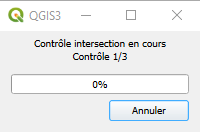 QGIS3
Contrôle intersection en cours
Contrôle 1/3
0%
Annuler